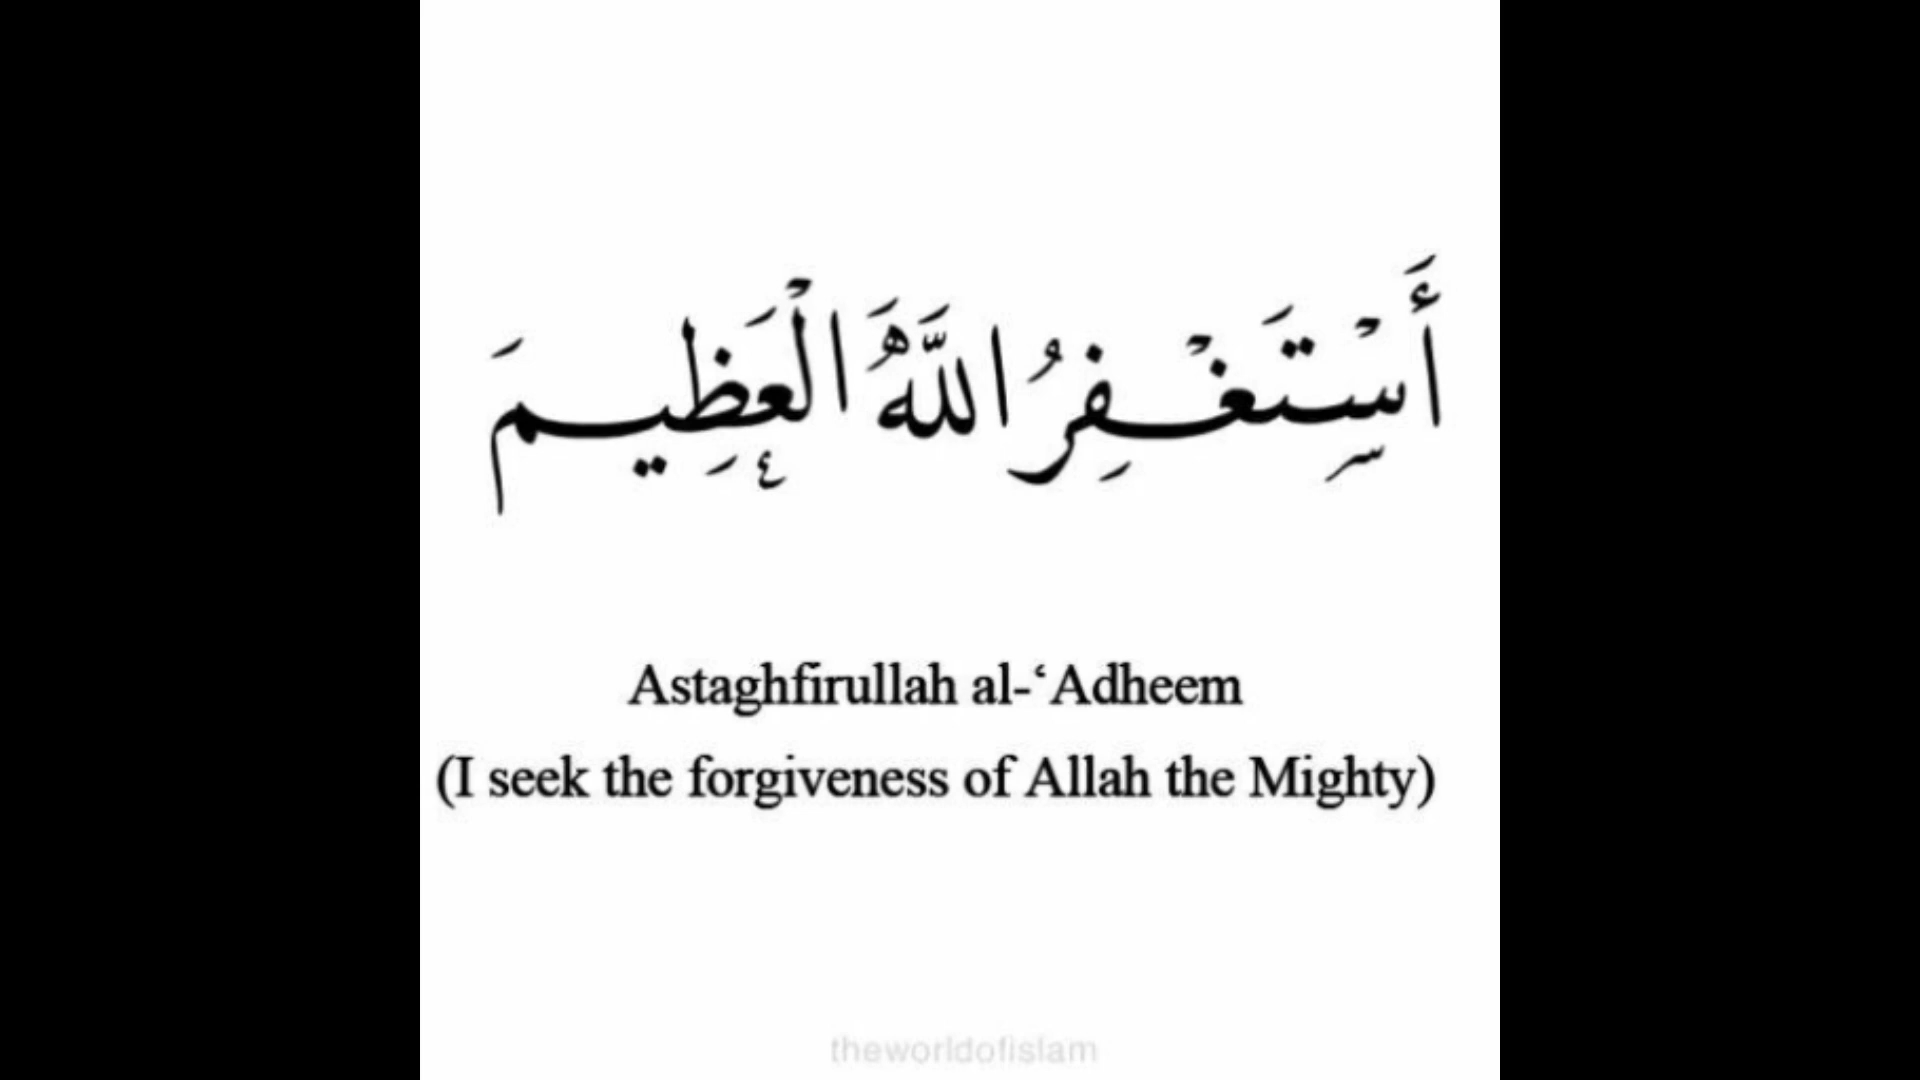 أَسْتَغْفِرُ اللَّهَ الْعَظِيمَ
Astaghfirullah al-‘Adheem
(I seek the forgiveness of Allah the Mighty)
theworldofislam